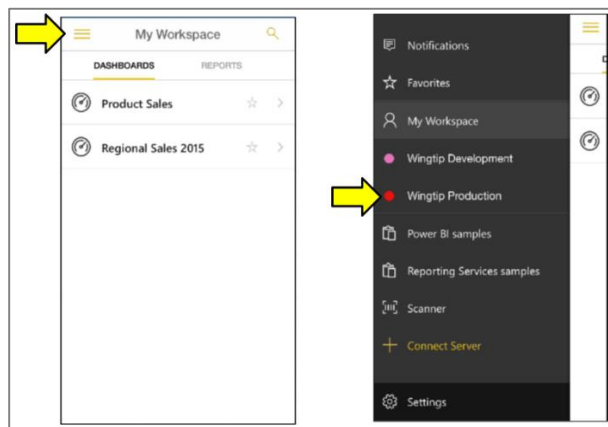 My Workspace
DASHBOARDS REPORTS
Product Sales
Regional Sales 2015
Notifications
Favorites
My Workspace
Wingtip Development
Wingtip Production
Power BI samples
Reporting Services samples
Scanner
Connect Server
Settings